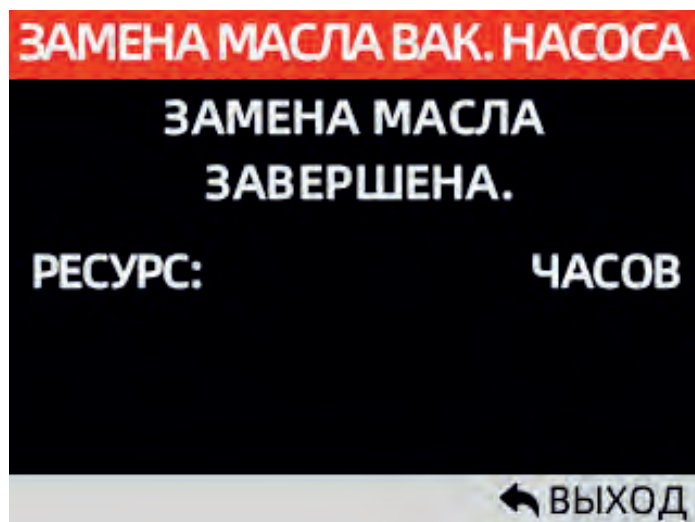 ЗАМЕНА МАСЛА ВАК. НАСОСА
ЗАМЕНА МАСЛА
ЗАВЕРШЕНА.
РЕСУРС: ЧАСОВ
ВЫХОД